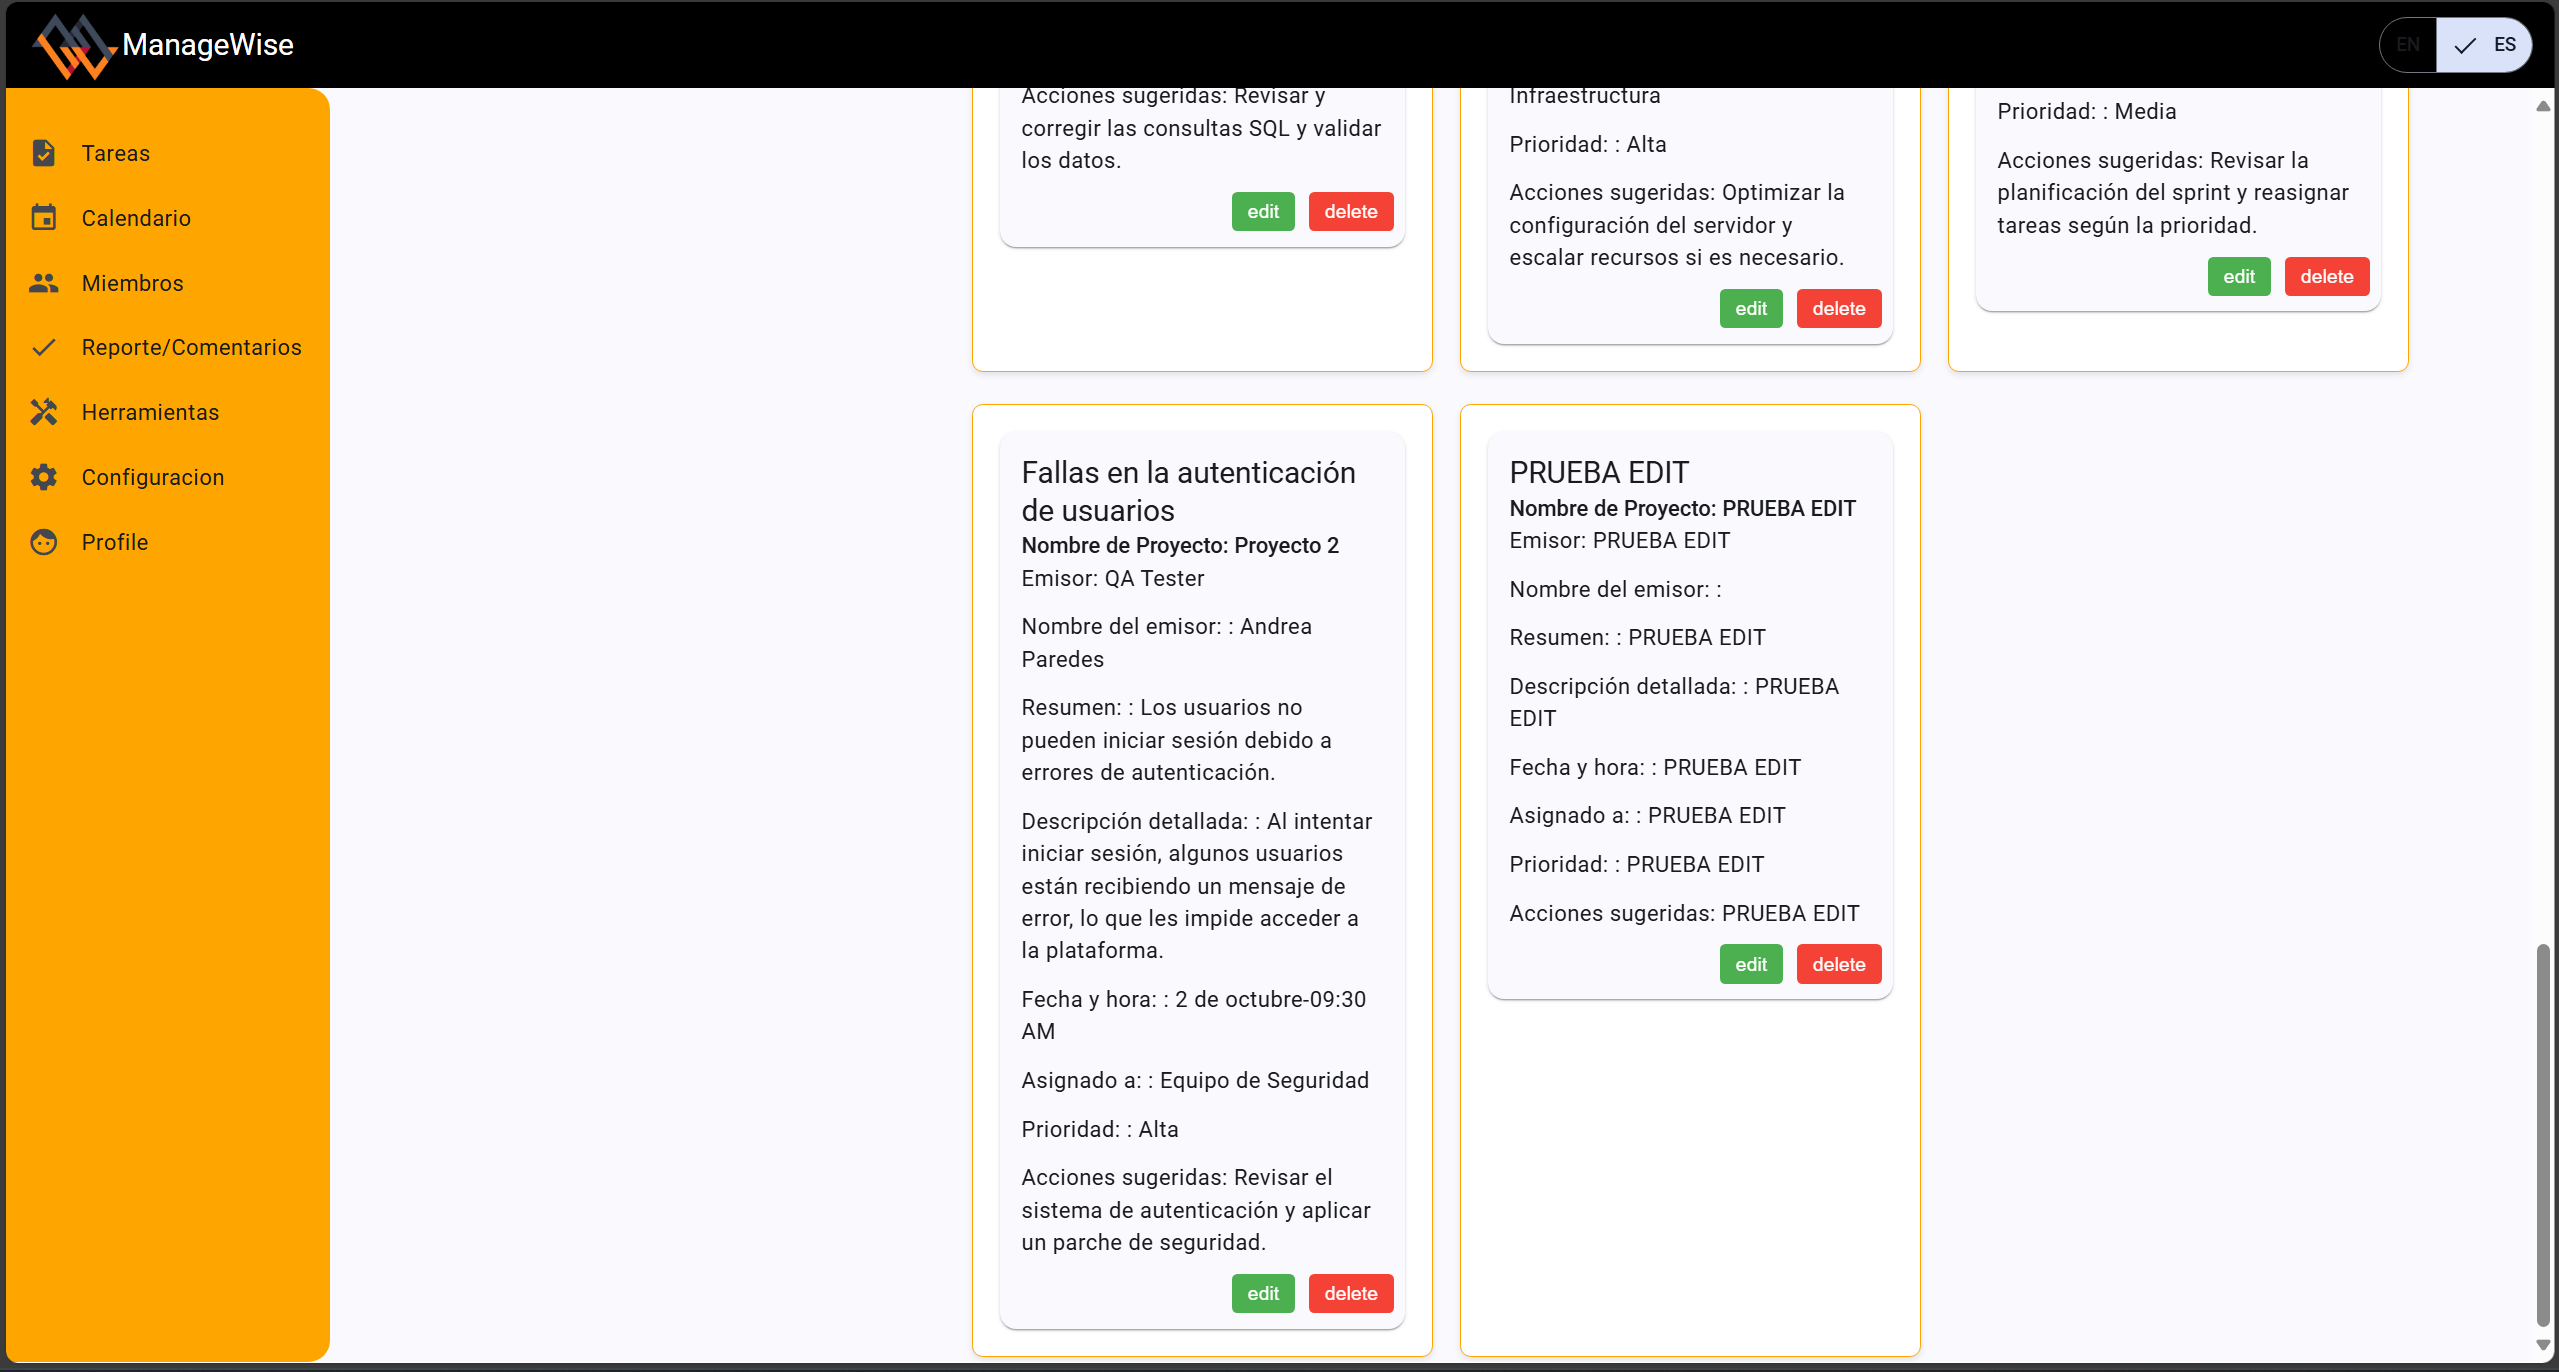 ManageWise
EN
ES
Tareas
Calendario
Miembros
Reporte/Comentarios
Herramientas
Configuracion
Profile
Acciones sugeridas: Revisar y
corregir las consultas SQL y validar
los datos.
edit
delete
Infraestructura
Prioridad: : Alta
Acciones sugeridas: Optimizar la
configuración del servidor y
escalar recursos si es necesario.
edit
delete
Prioridad: : Media
Acciones sugeridas: Revisar la
planificación del sprint y reasignar
tareas según la prioridad.
edit
delete
Fallas en la autenticación
de usuarios
Nombre de Proyecto: Proyecto 2
Emisor: QA Tester
Nombre del emisor: : Andrea
Paredes
Resumen: : Los usuarios no
pueden iniciar sesión debido a
errores de autenticación.
Descripción detallada: : Al intentar
iniciar sesión, algunos usuarios
están recibiendo un mensaje de
error, lo que les impide acceder a
la plataforma.
Fecha y hora: : 2 de octubre-09:30
AM
Asignado a: : Equipo de Seguridad
Prioridad: : Alta
Acciones sugeridas: Revisar el
sistema de autenticación y aplicar
un parche de seguridad.
edit
delete
PRUEBA EDIT
Nombre de Proyecto: PRUEBA EDIT
Emisor: PRUEBA EDIT
Nombre del emisor: :
Resumen: : PRUEBA EDIT
Descripción detallada: : PRUEBA
EDIT
Fecha y hora: : PRUEBA EDIT
Asignado a: : PRUEBA EDIT
Prioridad: : PRUEBA EDIT
Acciones sugeridas: PRUEBA EDIT
edit
delete